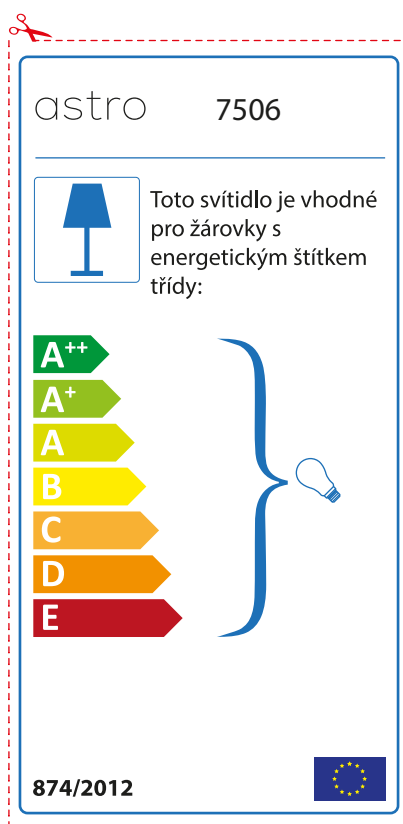 astro 7506
Toto svítidlo je vhodné
pro žárovky s
energetickým štítkem
třídy:
A++
A+
A
B
C
D
E
874/2012